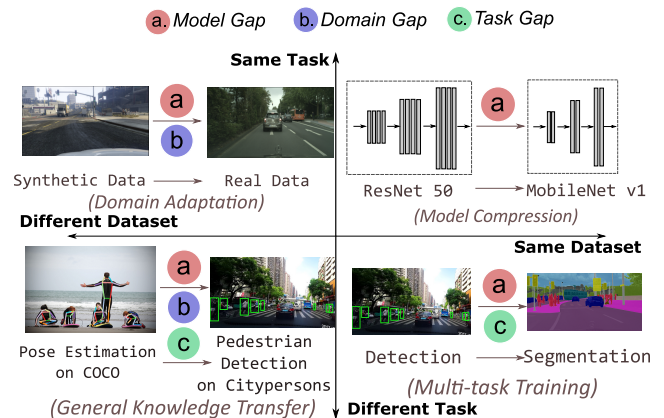 a. Model Gap b. Domain Gap c. Task Gap
Same Task
a
b
a
Synthetic Data
Real Data
(Domain Adaptation)
ResNet 50
MobileNet v1
(Model Compression)
Different Dataset
Same Dataset
a
b
c
a
c
Pose Estimation
on COCO
Pedestrian
Detection
on Citypersons
Detection
Segmentation
(General Knowledge Transfer)
(Multi-task Training)
Different Task